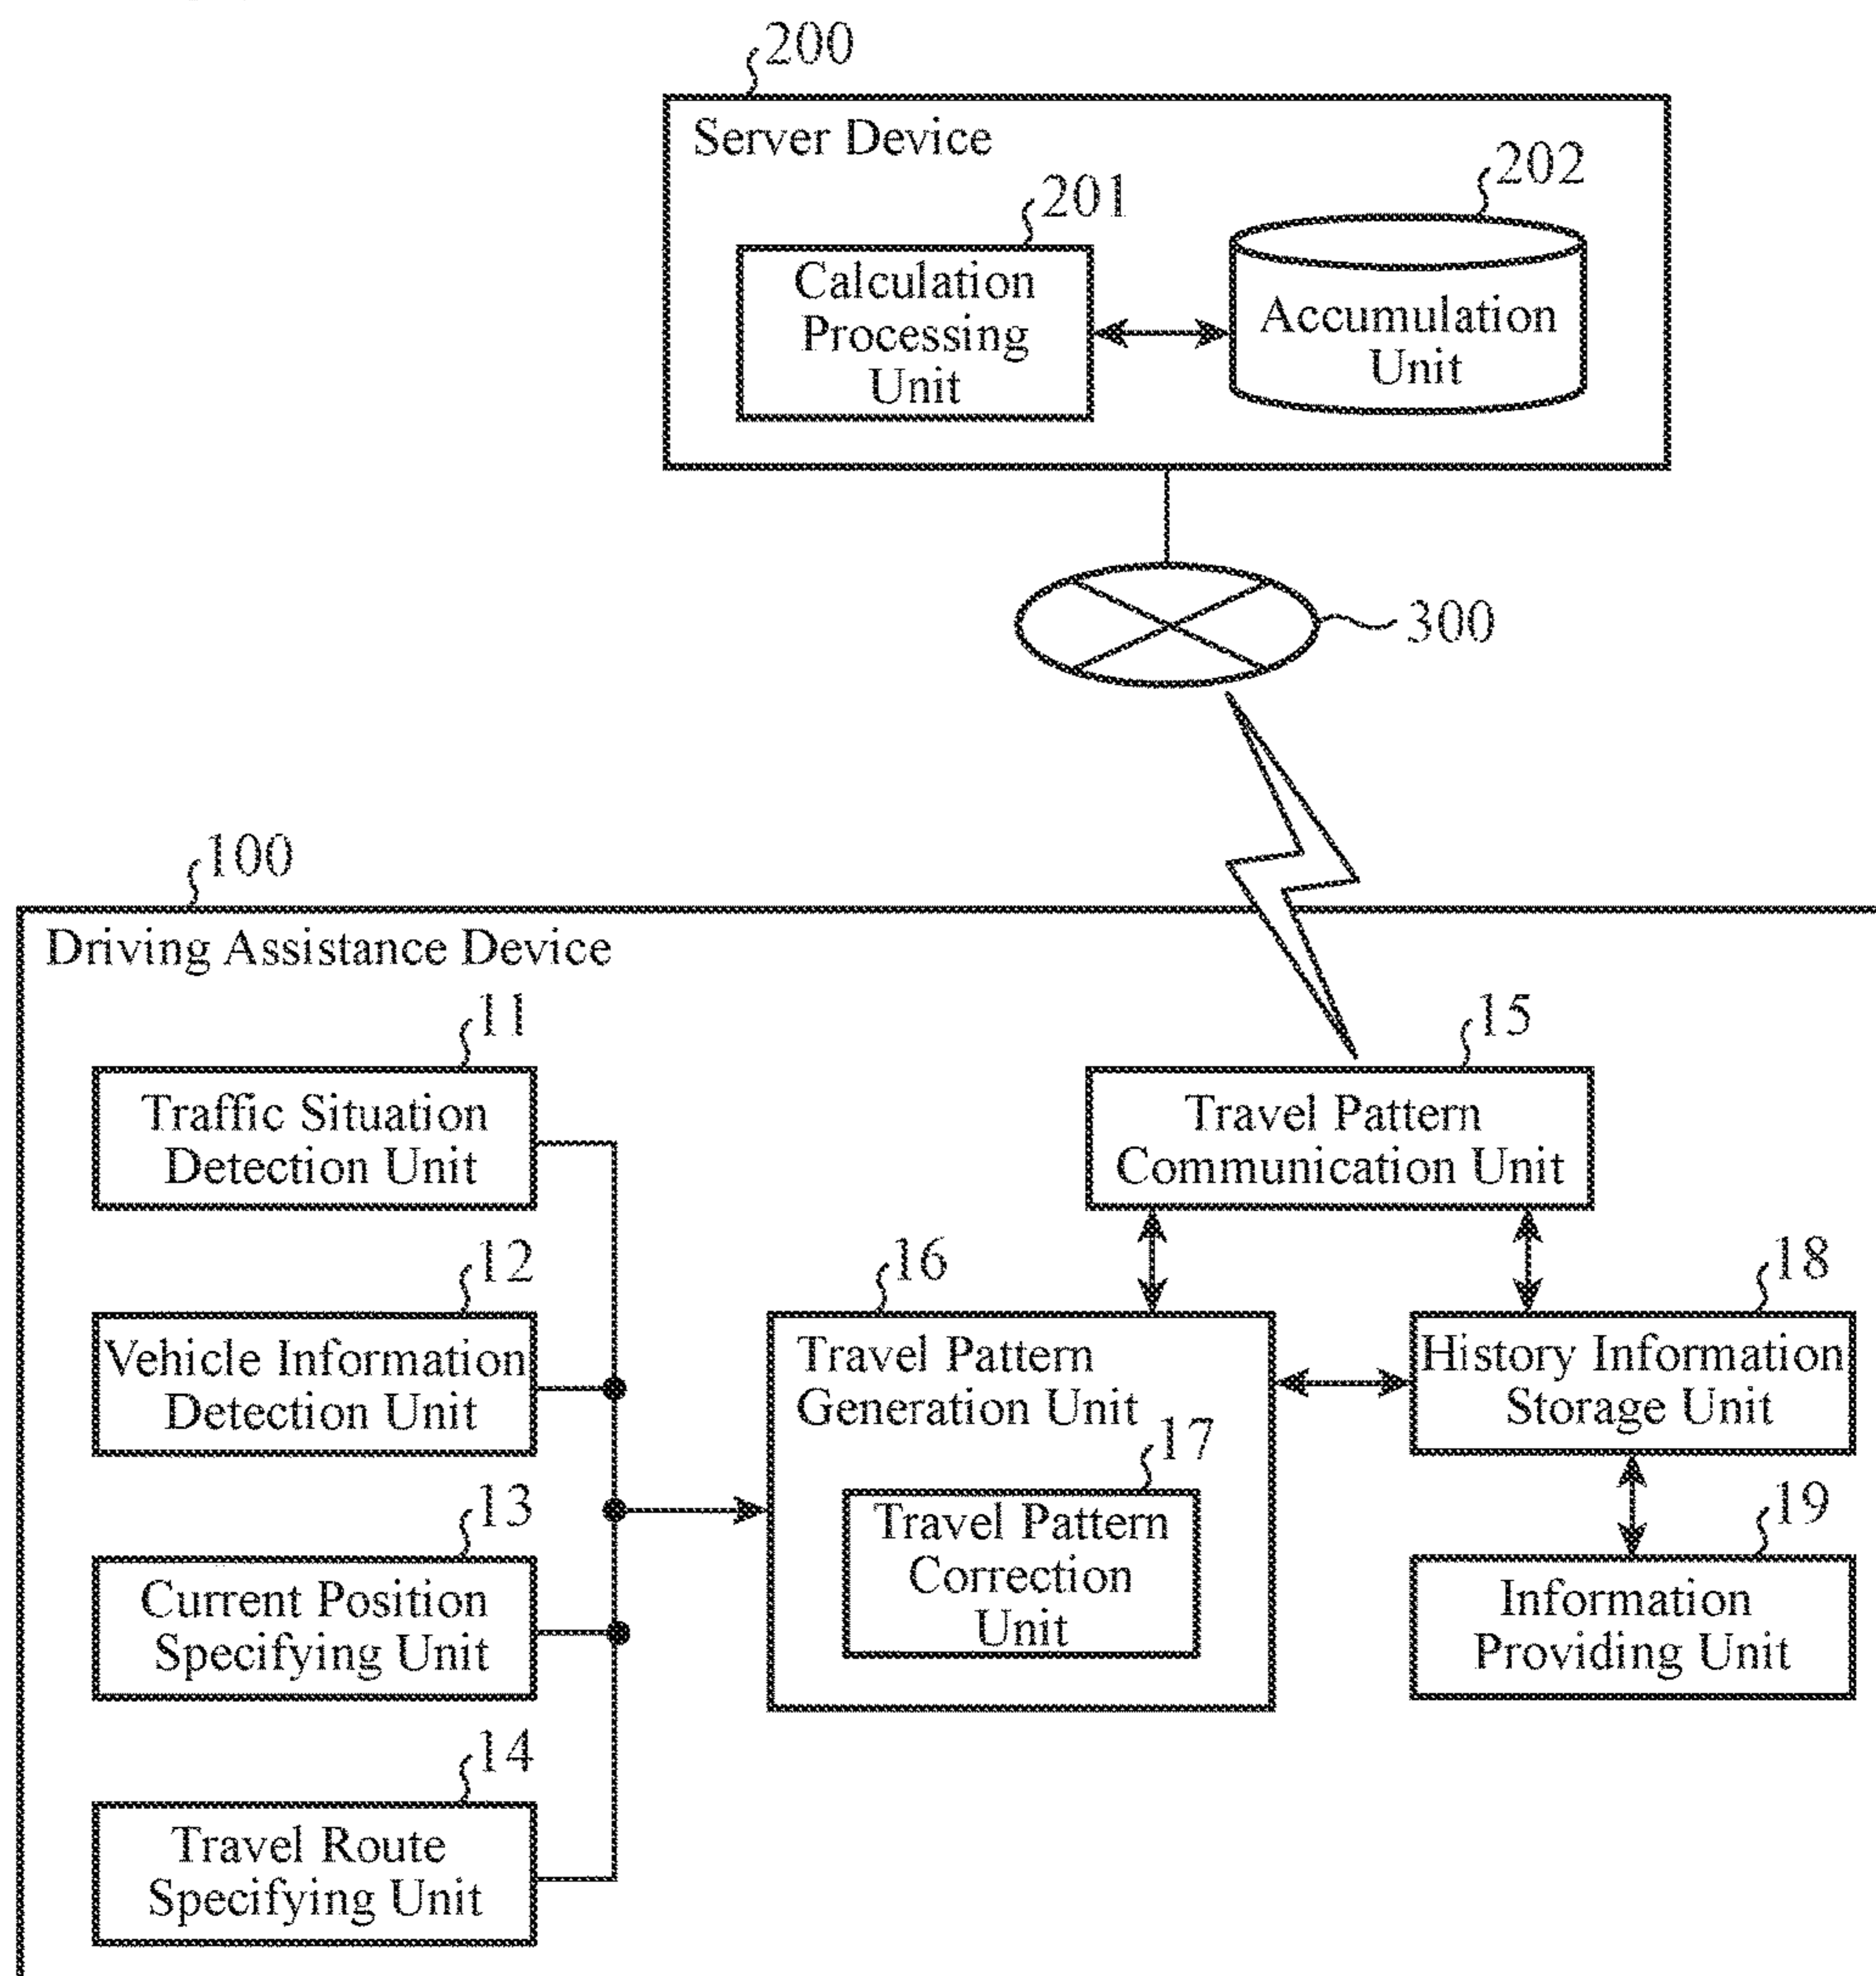 200
Server Device
202
201
Calculation
Processing
Unit
Accumulation
Unit
300
100
Driving Assistance Device
11
Traffic Situation
Detection Unit
15
Travel Pattern
Communication Unit
12
Vehicle Information
Detection Unit
16
Travel Pattern
Generation Unit
17
Travel Pattern
Correction
Unit
18
History Information
Storage Unit
13
Current Position
Specifying Unit
19
Information
Providing Unit
14
Travel Route
Specifying Unit